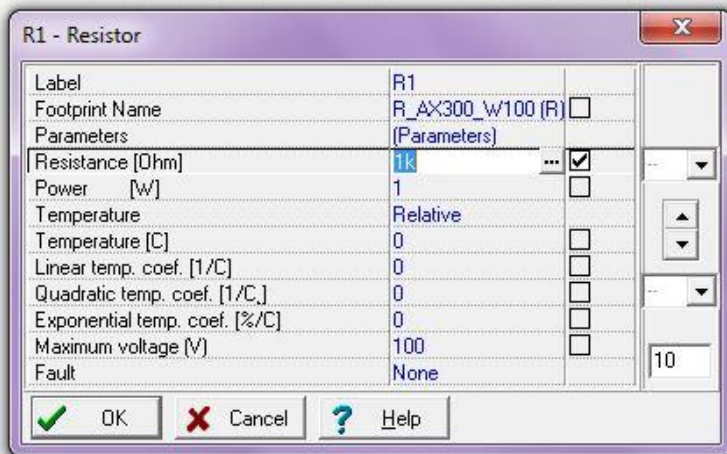 R1 - Resistor
Label R1
Footprint Name R_AX300_W100 (R)
Parameters (Parameters)
Resistance [Ohm] 1k ...
Power [W] 1
Temperature Relative
Temperature [C] 0
Linear temp. coef. [1/C] 0
Quadratic temp. coef. [1/C˛] 0
Exponential temp. coef. [%/C] 0
Maximum voltage (V) 100
Fault None
--
--
10
OK Cancel ? Help